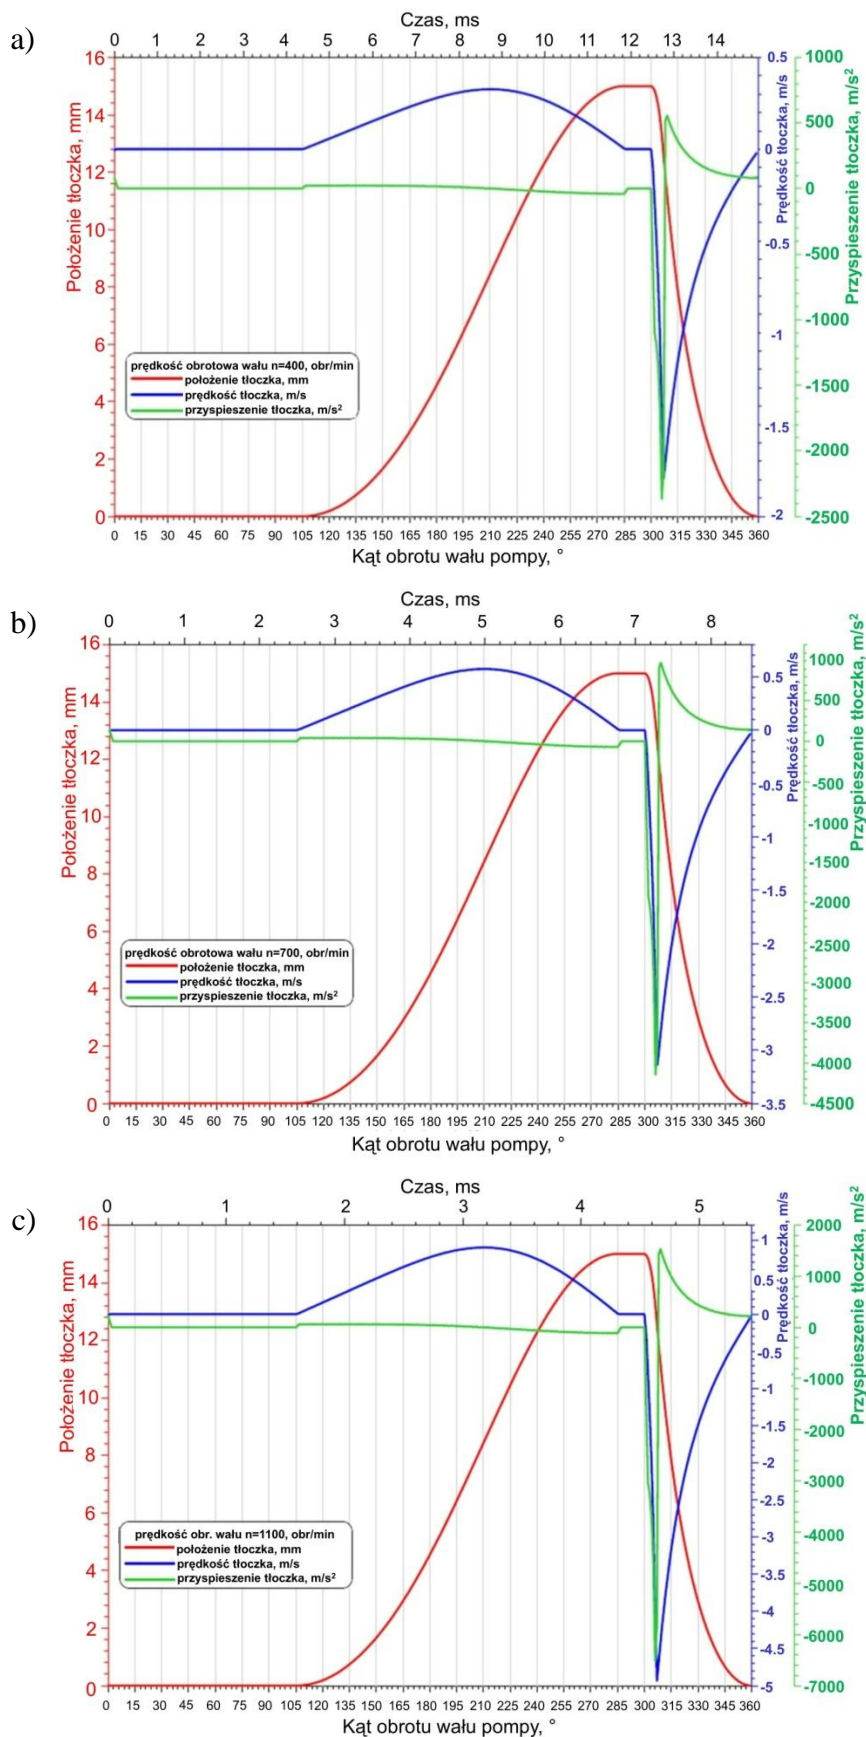 a)
Czas, ms
0 1 2 3 4 5 6 7 8 9 10 11 12 13 14
Położenie tłoczka, mm
16
14
12
10
8
6
4
2
0
prędkość obrotowa wału n=400, obr/min
położenie tłoczka, mm
prędkość tłoczka, m/s
przyspieszenie tłoczka, m/s²
0.5
0
-0.5
-1
-1.5
-2
Prędkość tłoczka, m/s
1000
500
0
-500
-1000
-1500
-2000
-2500
Przyspieszenie tłoczka, m/s²
0 15 30 45 60 75 90 105 120 135 150 165 180 195 210 225 240 255 270 285 300 315 330 345 360
Kąt obrotu wału pompy, °
b)
Czas, ms
0 1 2 3 4 5 6 7 8
Położenie tłoczka, mm
16
14
12
10
8
6
4
2
0
prędkość obrotowa wału n=700, obr/min
położenie tłoczka, mm
prędkość tłoczka, m/s
przyspieszenie tłoczka, m/s²
0.5
0
-0.5
-1
-1.5
-2
-2.5
-3
-3.5
Prędkość tłoczka, m/s
1000
500
0
-500
-1000
-1500
-2000
-2500
-3000
-3500
-4000
-4500
Przyspieszenie tłoczka, m/s²
0 15 30 45 60 75 90 105 120 135 150 165 180 195 210 225 240 255 270 285 300 315 330 345 360
Kąt obrotu wału pompy, °
c)
Czas, ms
0 1 2 3 4 5
Położenie tłoczka, mm
16
14
12
10
8
6
4
2
0
prędkość obr. wału n=1100, obr/min
położenie tłoczka, mm
prędkość tłoczka, m/s
przyspieszenie tłoczka, m/s²
1
0.5
0
-0.5
-1
-1.5
-2
-2.5
-3
-3.5
-4
-4.5
-5
Prędkość tłoczka, m/s
2000
1000
0
-1000
-2000
-3000
-4000
-5000
-6000
-7000
Przyspieszenie tłoczka, m/s²
0 15 30 45 60 75 90 105 120 135 150 165 180 195 210 225 240 255 270 285 300 315 330 345 360
Kąt obrotu wału pompy, °